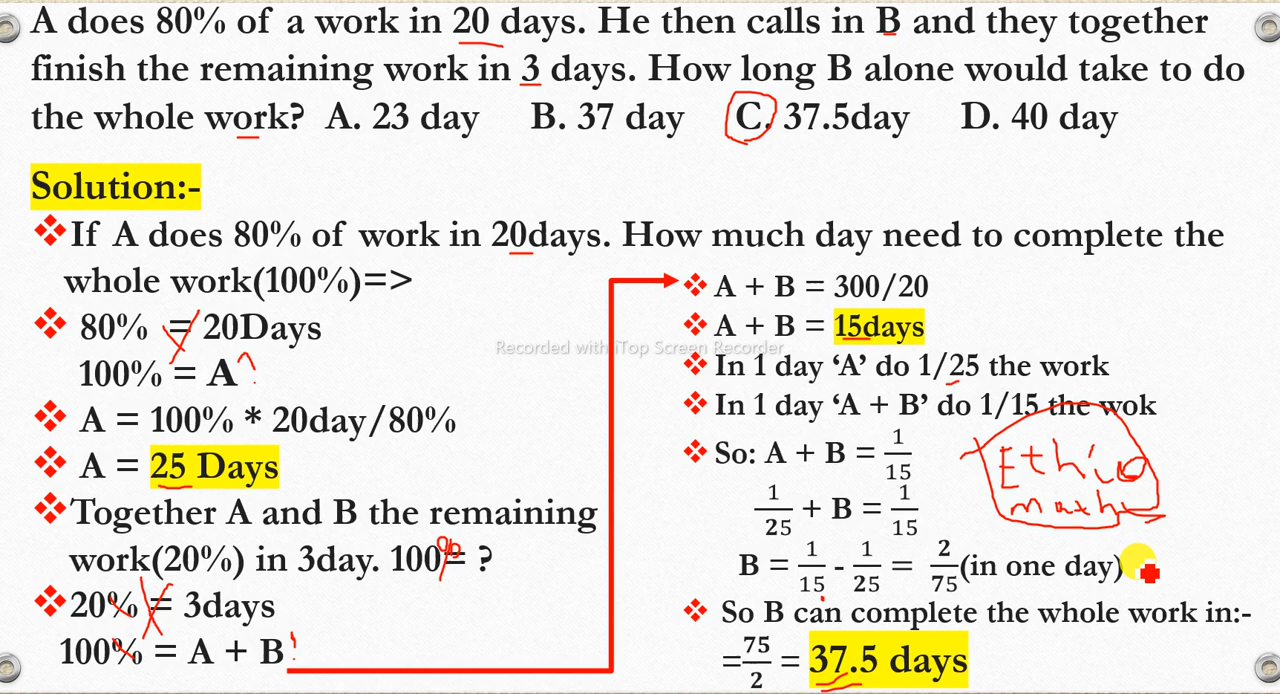 A does 80% of a work in 20 days. He then calls in B and they together
finish the remaining work in 3 days. How long B alone would take to do
the whole work? A. 23 day B. 37 day C. 37.5day D. 40 day
Solution:-
❖If A does 80% of work in 20days. How much day need to complete the
whole work(100%)=>
❖ 80% = 20Days
100% = A ?
❖ A = 100% * 20day/80%
❖ A = 25 Days
❖Together A and B the remaining
work(20%) in 3day. 100%= ?
❖20% = 3days
100% = A + B
❖ A + B = 300/20
❖ A + B = 15days
Recorded with iTop Screen Recorder
❖ In 1 day ‘A’ do 1/25 the work
❖ In 1 day ‘A + B’ do 1/15 the wok
❖ So: A + B = 1/15
1/25 + B = 1/15
B = 1/15 - 1/25 = 2/75(in one day)
❖ So B can complete the whole work in:-
=75/2 = 37.5 days